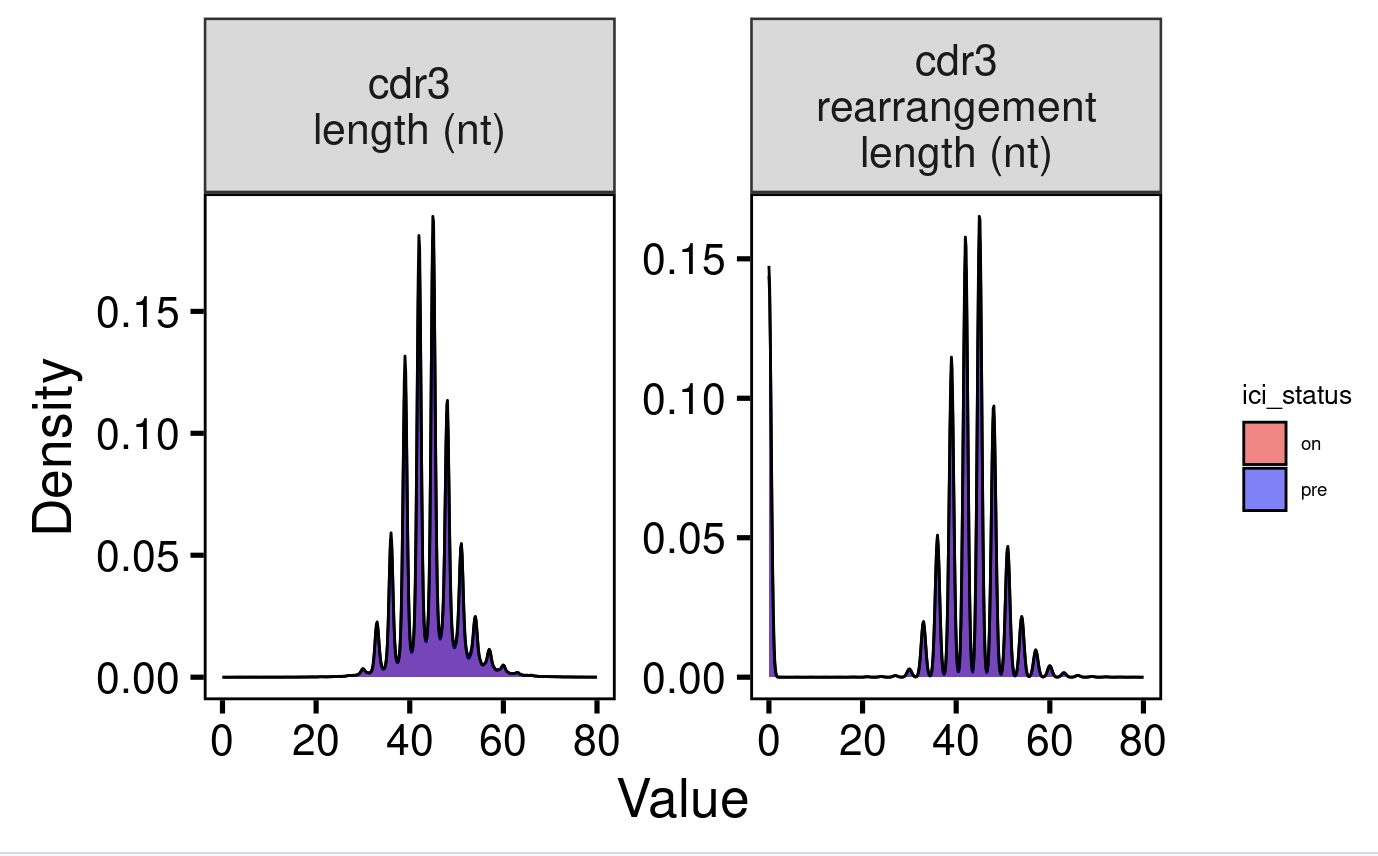 cdr3
length (nt)
cdr3
rearrangement
length (nt)
Density
0.15
0.10
0.05
0.00
0.15
0.10
0.05
0.00
0 20 40 60 80
0 20 40 60 80
Value
ici_status
on
pre